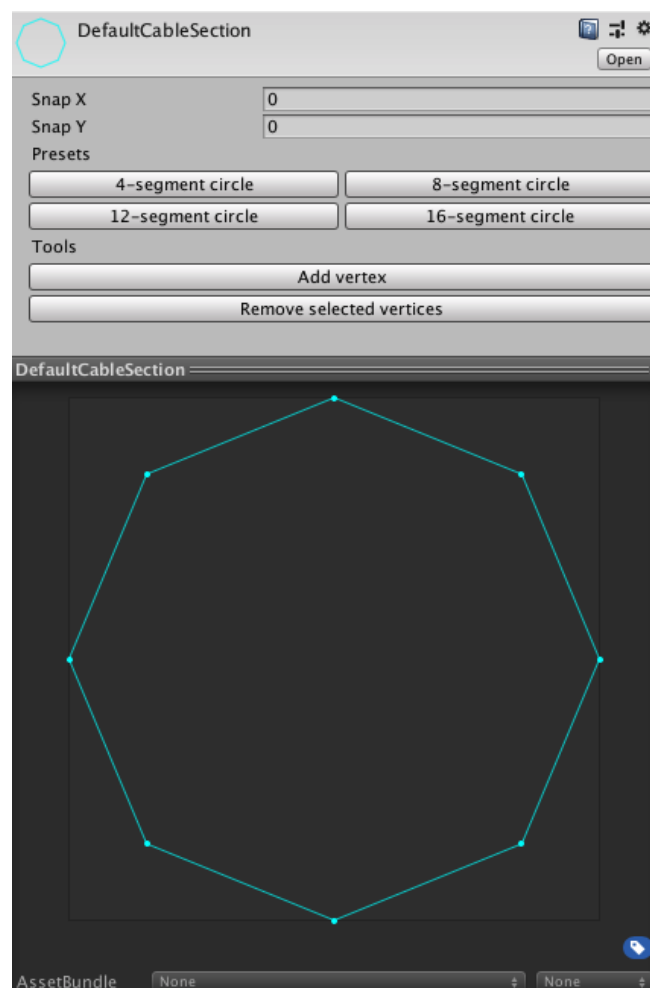 DefaultCableSection
Open
Snap X 0
Snap Y 0
Presets
4-segment circle 8-segment circle
12-segment circle 16-segment circle
Tools
Add vertex
Remove selected vertices
DefaultCableSection
AssetBundle None None